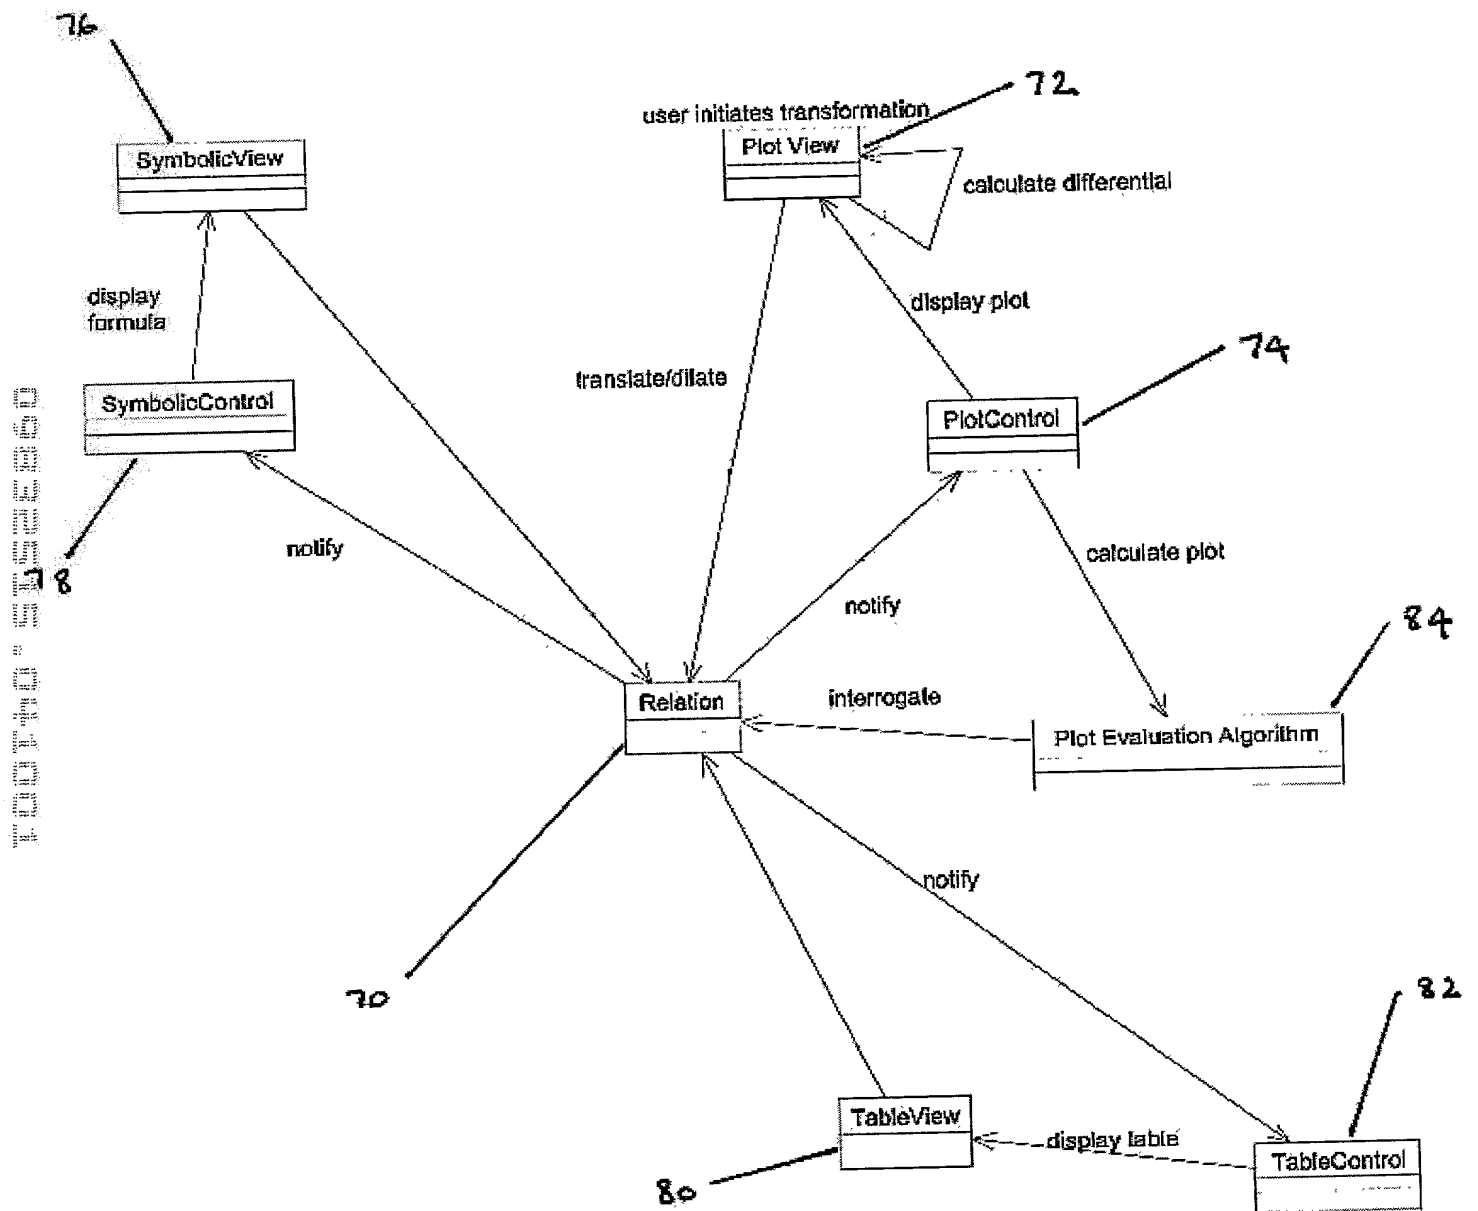 76
72
user initiates transformation
SymbolicView
Plot View
calculate differential
display
formula
display plot
74
translate/dilate
SymbolicControl
PlotControl
notify
calculate plot
78
notify
84
Relation
interrogate
Plot Evaluation Algorithm
notify
70
82
TableView
display table
TableControl
80